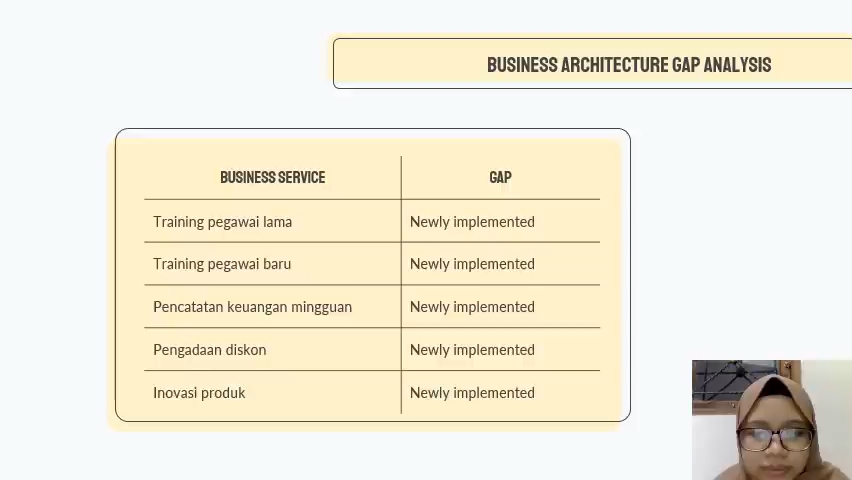 BUSINESS ARCHITECTURE GAP ANALYSIS
BUSINESS SERVICE GAP
Training pegawai lama Newly implemented
Training pegawai baru Newly implemented
Pencatatan keuangan mingguan Newly implemented
Pengadaan diskon Newly implemented
Inovasi produk Newly implemented